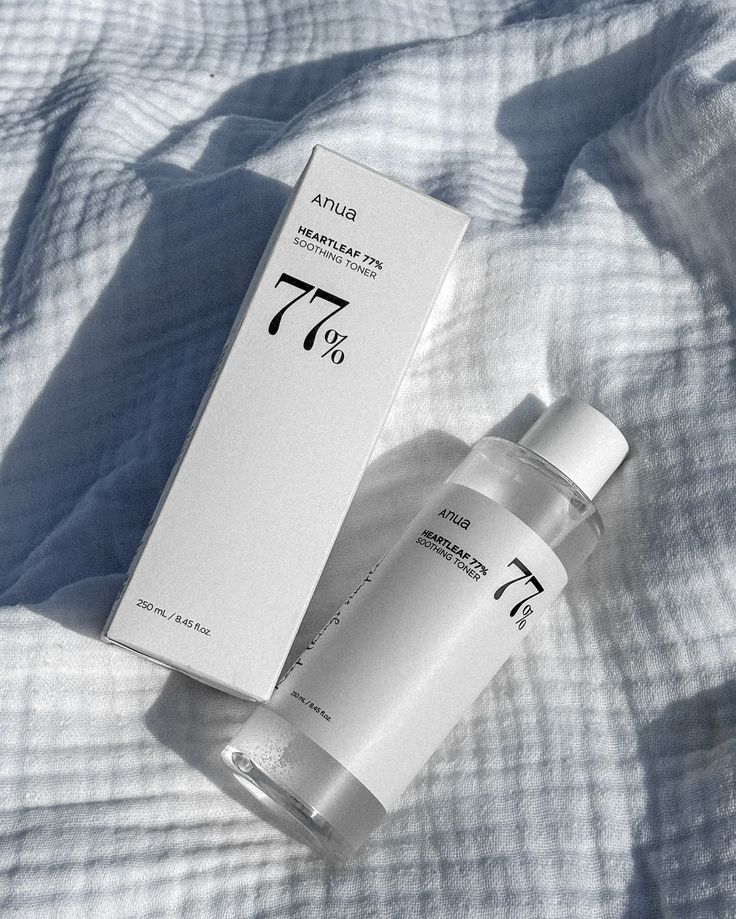 Anua
HEARTLEAF 77%
SOOTHING TONER
77%
250 mL / 8.45 fl.oz.
Anua
HEARTLEAF 77%
SOOTHING TONER
77%
250 mL / 8.45 fl.oz.